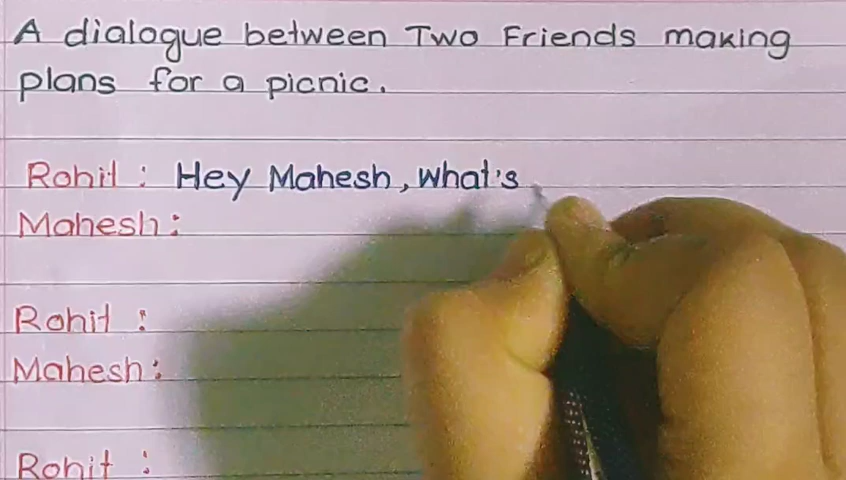 A dialogue between Two Friends making
plans for a picnic.
Rohit : Hey Mahesh, what's
Mahesh:
Rohit :
Mahesh:
Rohit :